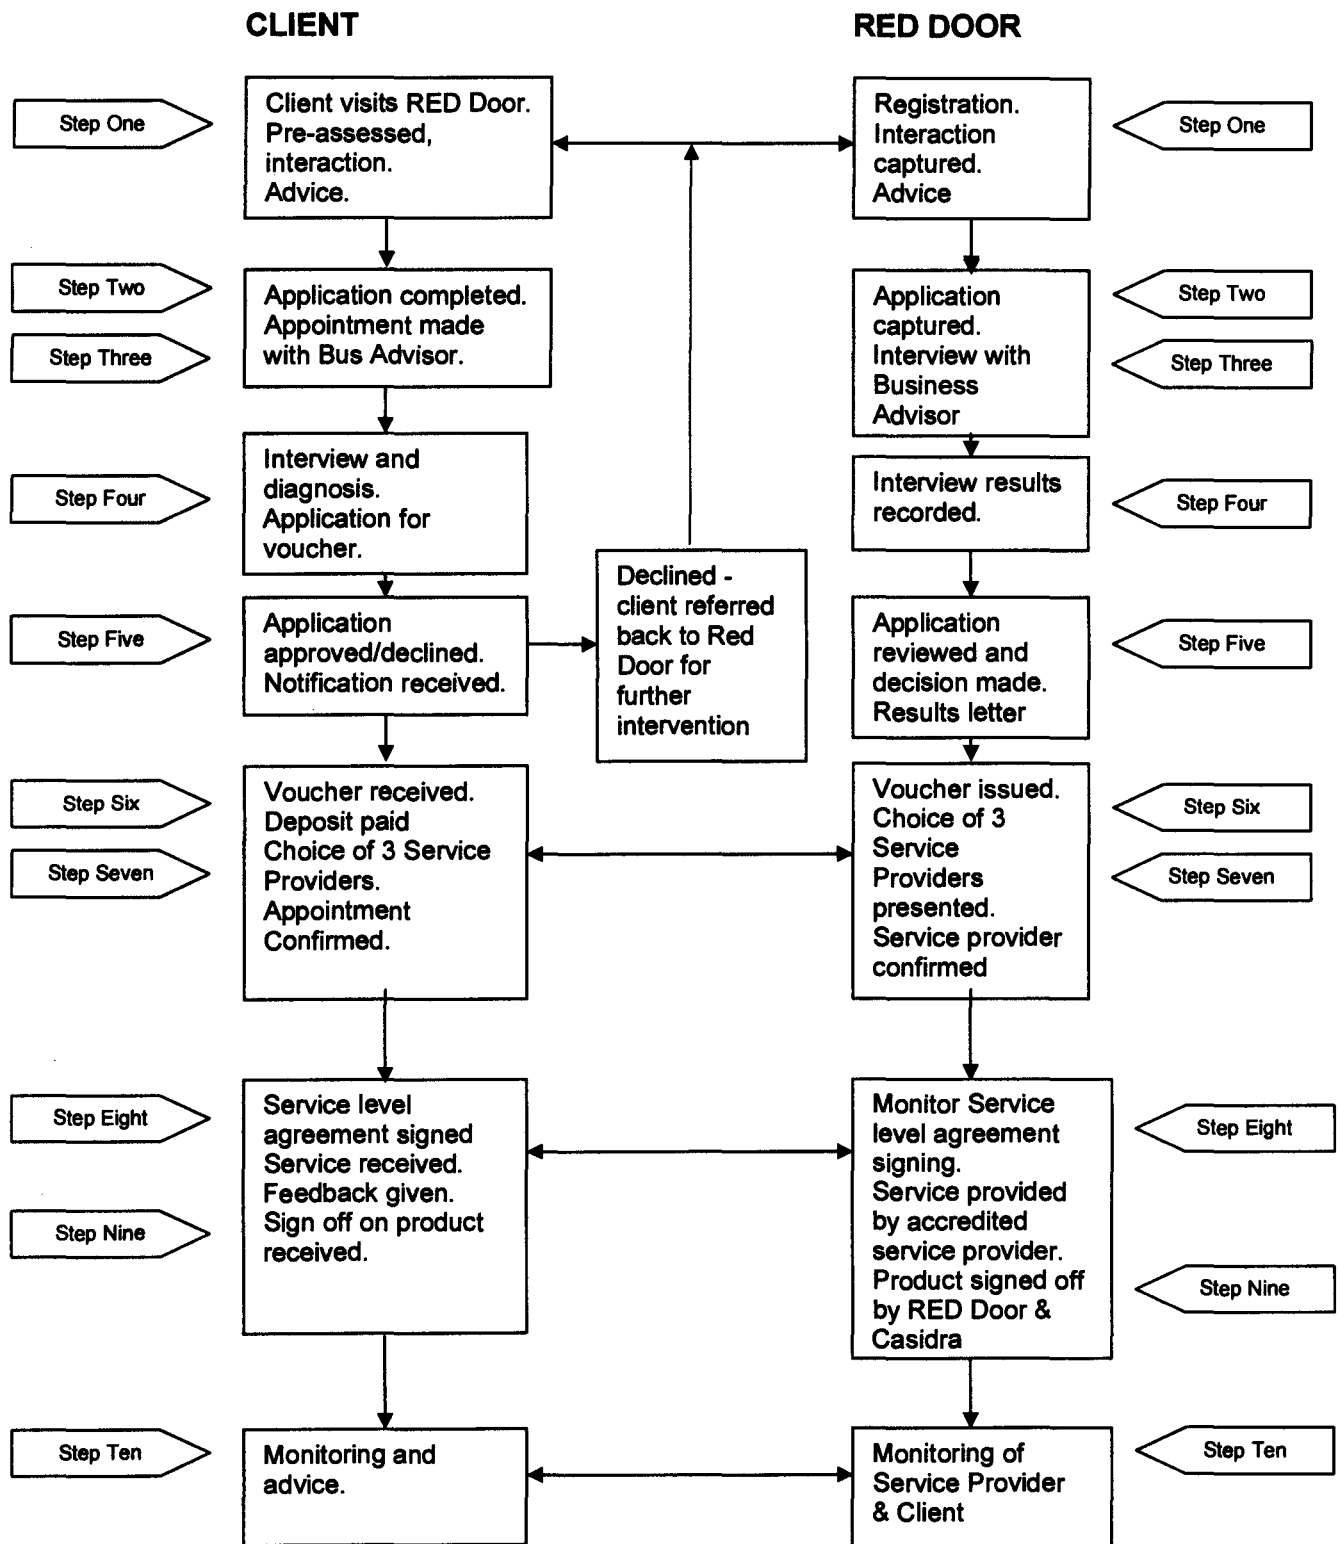 CLIENT
RED DOOR
Step One
Client visits RED Door.
Pre-assessed,
interaction.
Advice.
Registration.
Interaction
captured.
Advice
Step One
Step Two
Step Three
Application completed.
Appointment made
with Bus Advisor.
Application
captured.
Interview with
Business
Advisor
Step Two
Step Three
Step Four
Interview and
diagnosis.
Application for
voucher.
Interview results
recorded.
Step Four
Step Five
Application
approved/declined.
Notification received.
Declined -
client referred
back to Red
Door for
further
intervention
Application
reviewed and
decision made.
Results letter
Step Five
Step Six
Step Seven
Voucher received.
Deposit paid
Choice of 3 Service
Providers.
Appointment
Confirmed.
Voucher issued.
Choice of 3
Service
Providers
presented.
Service provider
confirmed
Step Six
Step Seven
Step Eight
Step Nine
Service level
agreement signed
Service received.
Feedback given.
Sign off on product
received.
Monitor Service
level agreement
signing.
Service provided
by accredited
service provider.
Product signed off
by RED Door &
Casidra
Step Eight
Step Nine
Step Ten
Monitoring and
advice.
Monitoring of
Service Provider
& Client
Step Ten